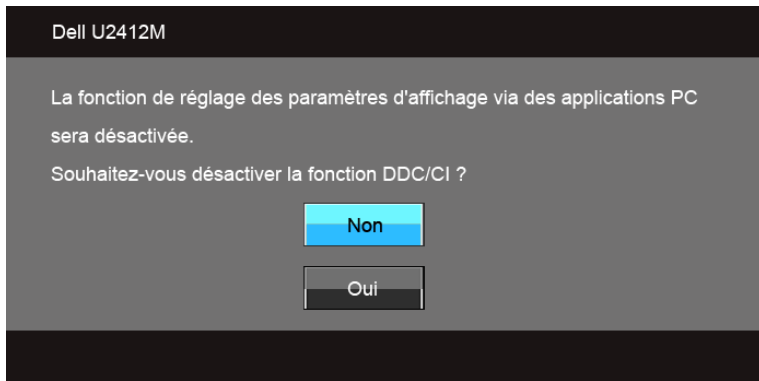 Dell U2412M
La fonction de réglage des paramètres d'affichage via des applications PC
sera désactivée.
Souhaitez-vous désactiver la fonction DDC/CI ?
Non
Oui